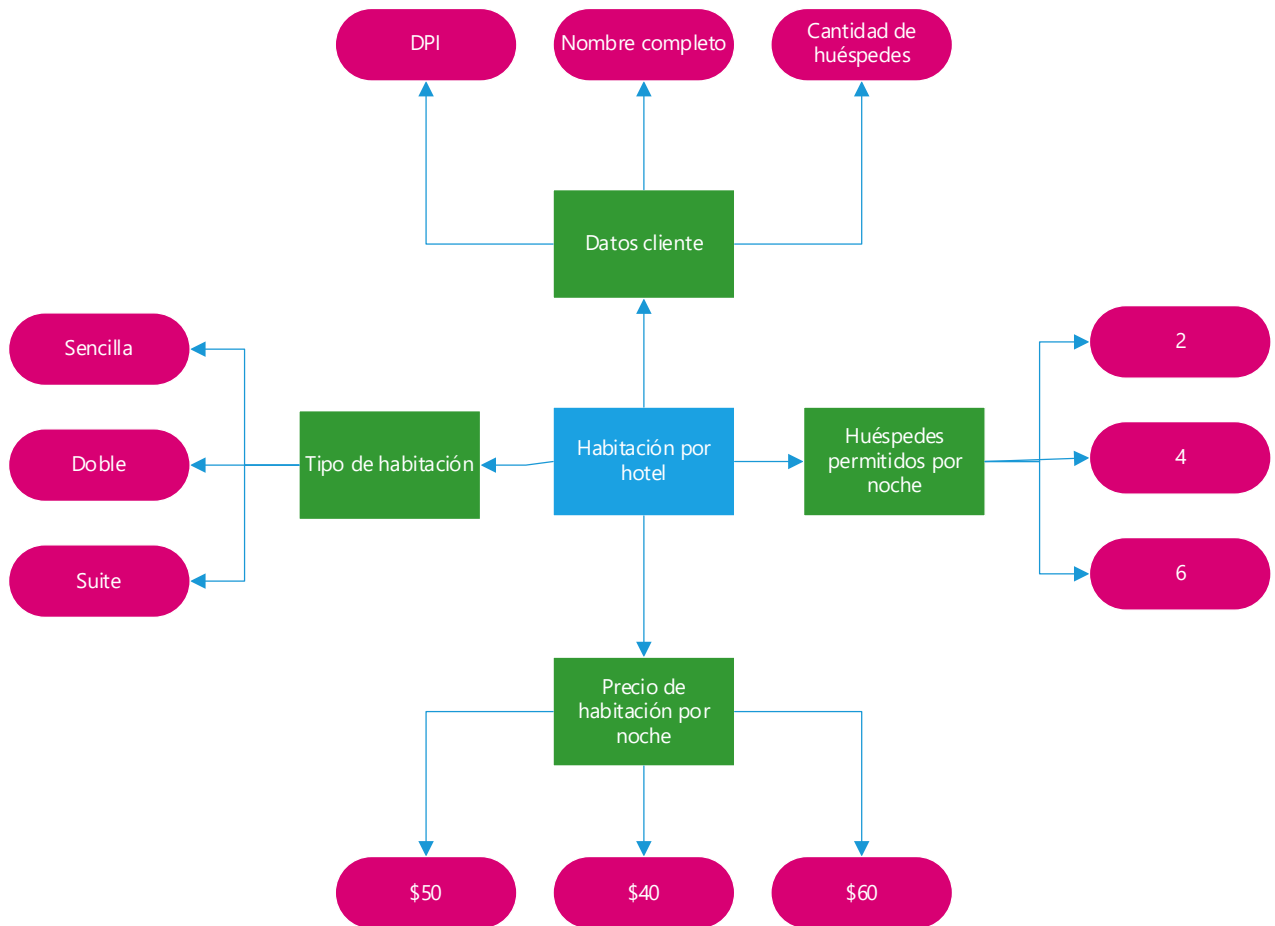 DPI
Nombre completo
Cantidad de
huéspedes
Datos cliente
Sencilla
2
Doble
Tipo de habitación
Habitación por
hotel
Huéspedes
permitidos por
noche
4
Suite
6
Precio de
habitación por
noche
$50
$40
$60